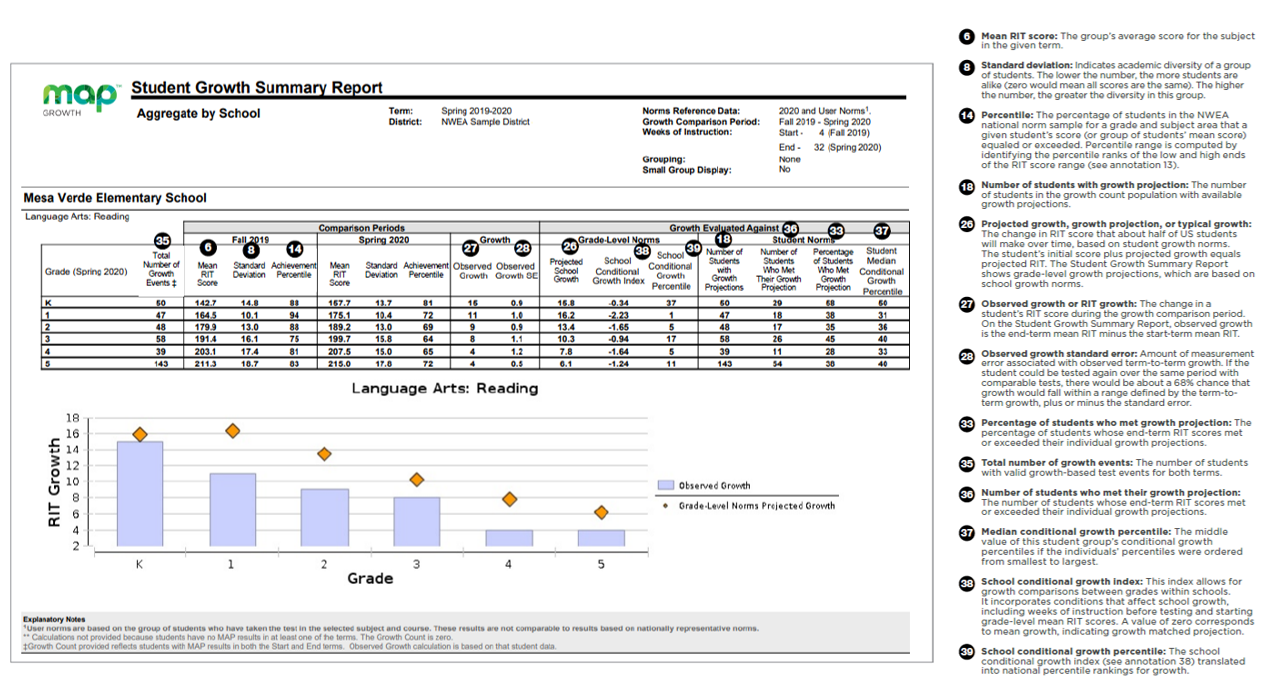 map
GROWTH
Student Growth Summary Report
Aggregate by School
Term: Spring 2019-2020
District: NWEA Sample District
Norms Reference Data: 2020 and User Norms¹.
Growth Comparison Period: Fall 2019 - Spring 2020
Weeks of Instruction: Start - 4 (Fall 2019)
End - 32 (Spring 2020)
Grouping: None
Small Group Display: No
Mesa Verde Elementary School
Language Arts: Reading
Comparison Periods Growth Evaluated Against 36 33 37
35 Fall 2019 Spring 2020 Growth Grade-Level Norms Student Norms
6 8 14 27 28 26 38 39 18
Grade (Spring 2020) Total Number of Growth Events ‡ Mean RIT Score Standard Deviation Achievement Percentile Mean RIT Score Standard Deviation Achievement Percentile Observed Growth Observed Growth SE Projected School Growth School Conditional Growth Index School Conditional Growth Percentile Number of Students with Growth Projections Number of Students Who Met Their Growth Projection Percentage of Students Who Met Growth Projection Student Median Conditional Growth Percentile
K 50 142.7 14.8 157.7 13.7 81 15 0.9 -0.34 37 29
1 47 164.5 10.1 94 175.1 10.4 72 11 1.0 16.2 -2.23 1 47 18 38 31
2 48 179.9 13.0 88 189.2 13.0 69 9 0.9 13.4 -1.65 5 48 17 35 36
3 58 191.4 16.1 75 199.7 15.8 64 8 1.1 10.3 -0.94 17 58 26 45 40
4 39 203.1 17.4 81 207.5 15.0 65 4 1.2 7.8 -1.64 5 39 11 28 33
5 143 211.3 83 215.0 72 4 0.5 6.1 -1.24 11 143 54 38 40
Language Arts: Reading
RIT Growth
18
16
14
12
10
8
6
4
2
K 1 2 3 4 5
Grade
Observed Growth
Grade-Level Norms Projected Growth
Explanatory Notes
¹User norms are based on the group of students who have taken the test in the selected subject and course. These results are not comparable to results based on nationally representative norms.
** Calculations not provided because students have no MAP results in at least one of the terms. The Growth Count is zero.
‡Growth Count provided reflects students with MAP results in both the Start and End terms. Observed Growth calculation is based on that student data.
6 Mean RIT score: The group's average score for the subject
in the given term.
8 Standard deviation: Indicates academic diversity of a group
of students. The lower the number, the more students are
alike (zero would mean all scores are the same). The higher
the number, the greater the diversity in this group.
14 Percentile: The percentage of students in the NWEA
national norm sample for a grade and subject area that a
given student's score (or group of students' mean score)
equaled or exceeded. Percentile range is computed by
identifying the percentile ranks of the low and high ends
of the RIT score range (see annotation 13).
18 Number of students with growth projection: The number
of students in the growth count population with available
growth projections.
26 Projected growth, growth projection, or typical growth:
The change in RIT score that about half of US students
will make over time, based on student growth norms.
The student's initial score plus projected growth equals
projected RIT. The Student Growth Summary Report
shows grade-level growth projections, which are based on
school growth norms.
27 Observed growth or RIT growth: The change in a
student's RIT score during the growth comparison period.
On the Student Growth Summary Report, observed growth
is the end-term mean RIT minus the start-term mean RIT.
28 Observed growth standard error: Amount of measurement
error associated with observed term-to-term growth. If the
student could be tested again over the same period with
comparable tests, there would be about a 68% chance that
growth would fall within a range defined by the term-to-
term growth, plus or minus the standard error.
33 Percentage of students who met growth projection: The
percentage of students whose end-term RIT scores met
or exceeded their individual growth projections.
35 Total number of growth events: The number of students
with valid growth-based test events for both terms.
36 Number of students who met their growth projection:
The number of students whose end-term RIT scores met
or exceeded their individual growth projections.
37 Median conditional growth percentile: The middle
value of this student group's conditional growth
percentiles if the individuals' percentiles were ordered
from smallest to largest.
38 School conditional growth index: This index allows for
growth comparisons between grades within schools.
It incorporates conditions that affect school growth,
including weeks of instruction before testing and starting
grade-level mean RIT scores. A value of zero corresponds
to mean growth, indicating growth matched projection.
39 School conditional growth percentile: The school
conditional growth index (see annotation 38) translated
into national percentile rankings for growth.